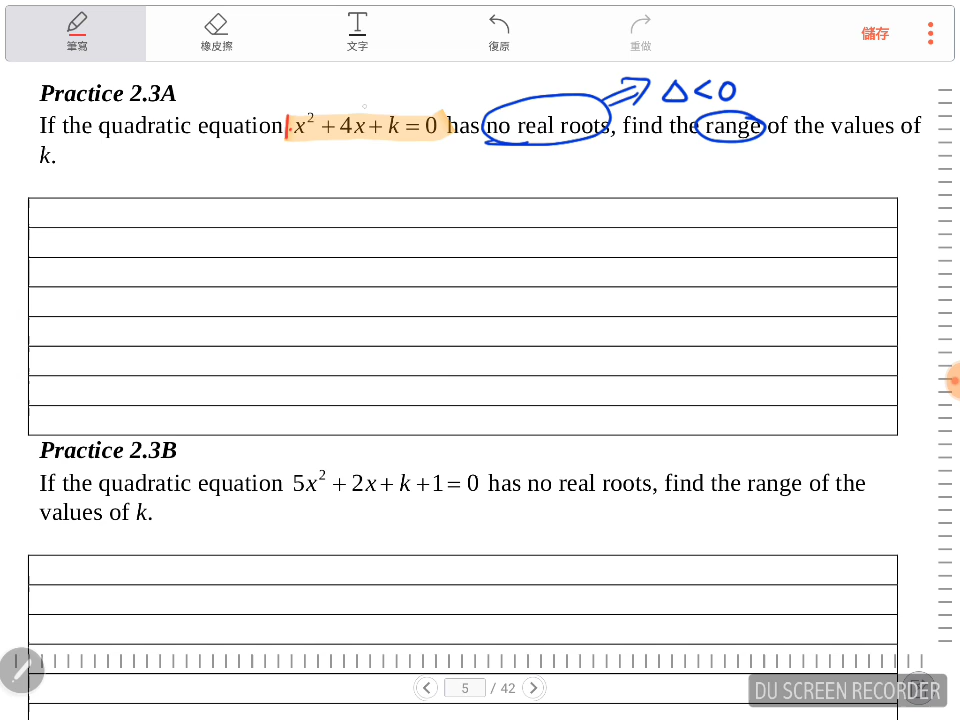 筆寫 橡皮擦 文字 復原 重做 儲存
Δ < 0
Practice 2.3A
If the quadratic equation x² + 4x + k = 0 has no real roots, find the range of the values of
k.
Practice 2.3B
If the quadratic equation 5x² + 2x + k + 1 = 0 has no real roots, find the range of the
values of k.
5 / 42
DU SCREEN RECORDER